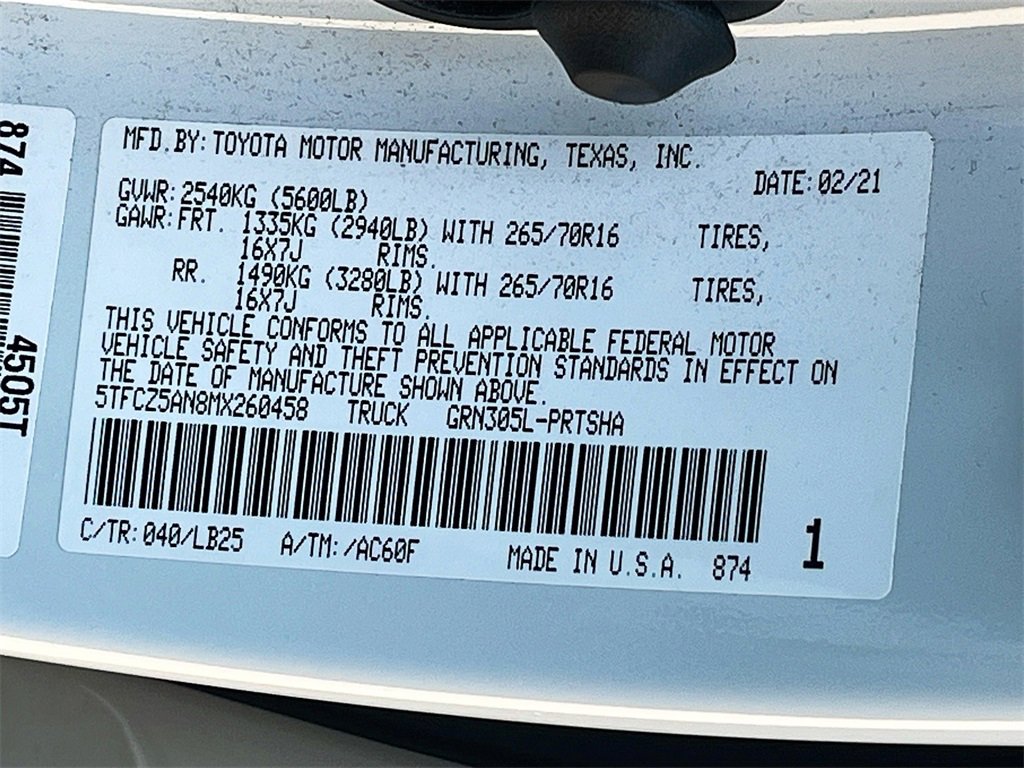 874
4505T
MFD.BY:TOYOTA MOTOR MANUFACTURING, TEXAS, INC.
DATE:02/21
GVWR:2540KG (5600LB)
GAWR:FRT. 1335KG (2940LB) WITH 265/70R16 TIRES,
16X7J RIMS.
RR. 1490KG (3280LB) WITH 265/70R16 TIRES,
16X7J RIMS.
THIS VEHICLE CONFORMS TO ALL APPLICABLE FEDERAL MOTOR
VEHICLE SAFETY AND THEFT PREVENTION STANDARDS IN EFFECT ON
THE DATE OF MANUFACTURE SHOWN ABOVE.
5TFCZ5AN8MX260458 TRUCK GRN305L-PRTSHA
C/TR:040/LB25 A/TM:/AC60F MADE IN U.S.A. 874 1